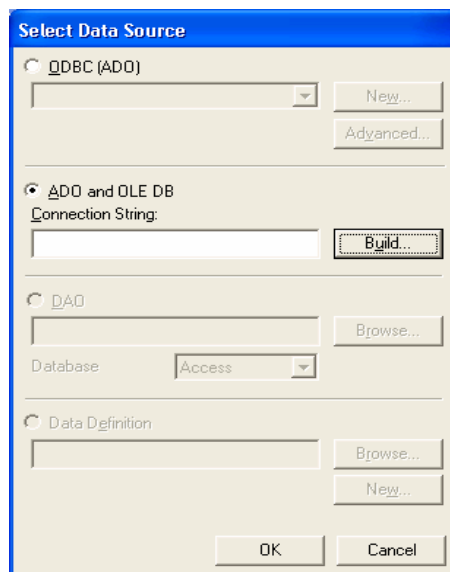 Select Data Source
ODBC (ADO)
New...
Advanced...
ADO and OLE DB
Connection String:
Build...
DAO
Browse...
Database Access
Data Definition
Browse...
New...
OK Cancel